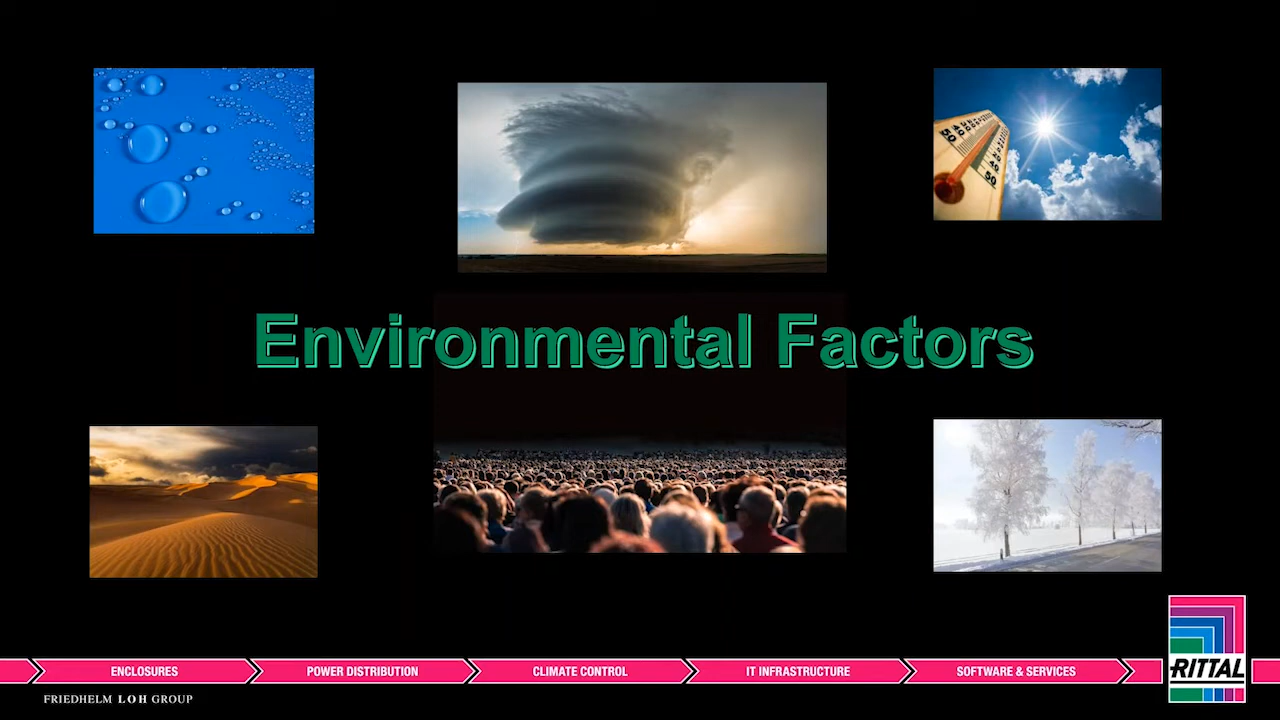 Environmental Factors
ENCLOSURES
POWER DISTRIBUTION
CLIMATE CONTROL
IT INFRASTRUCTURE
SOFTWARE & SERVICES
RITTAL
FRIEDHELM LOH GROUP